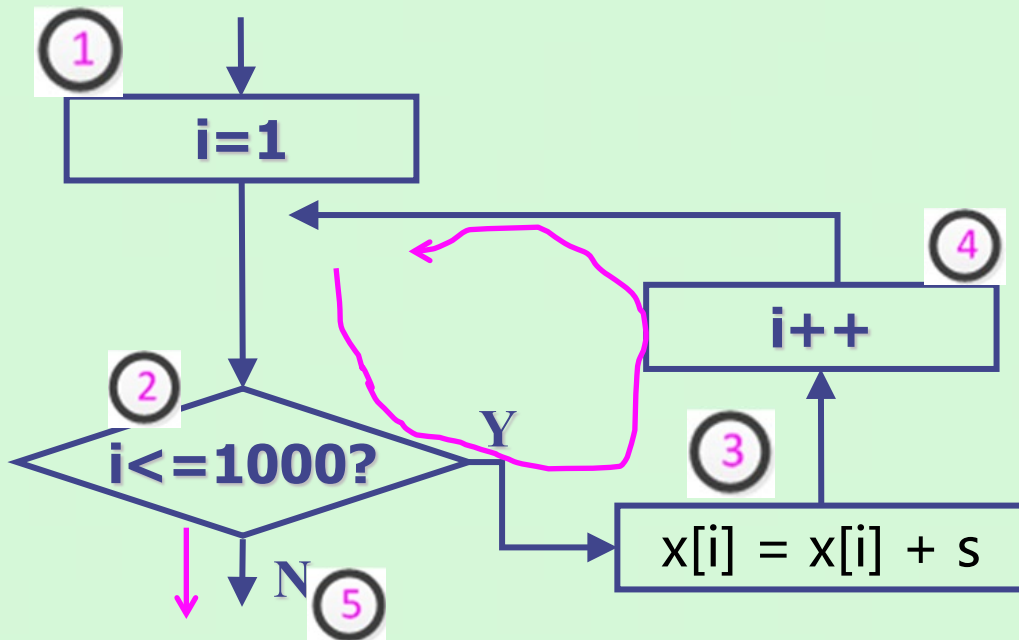 1
i=1
4
i++
2
i<=1000?
Y
3
x[i] = x[i] + s
N
5